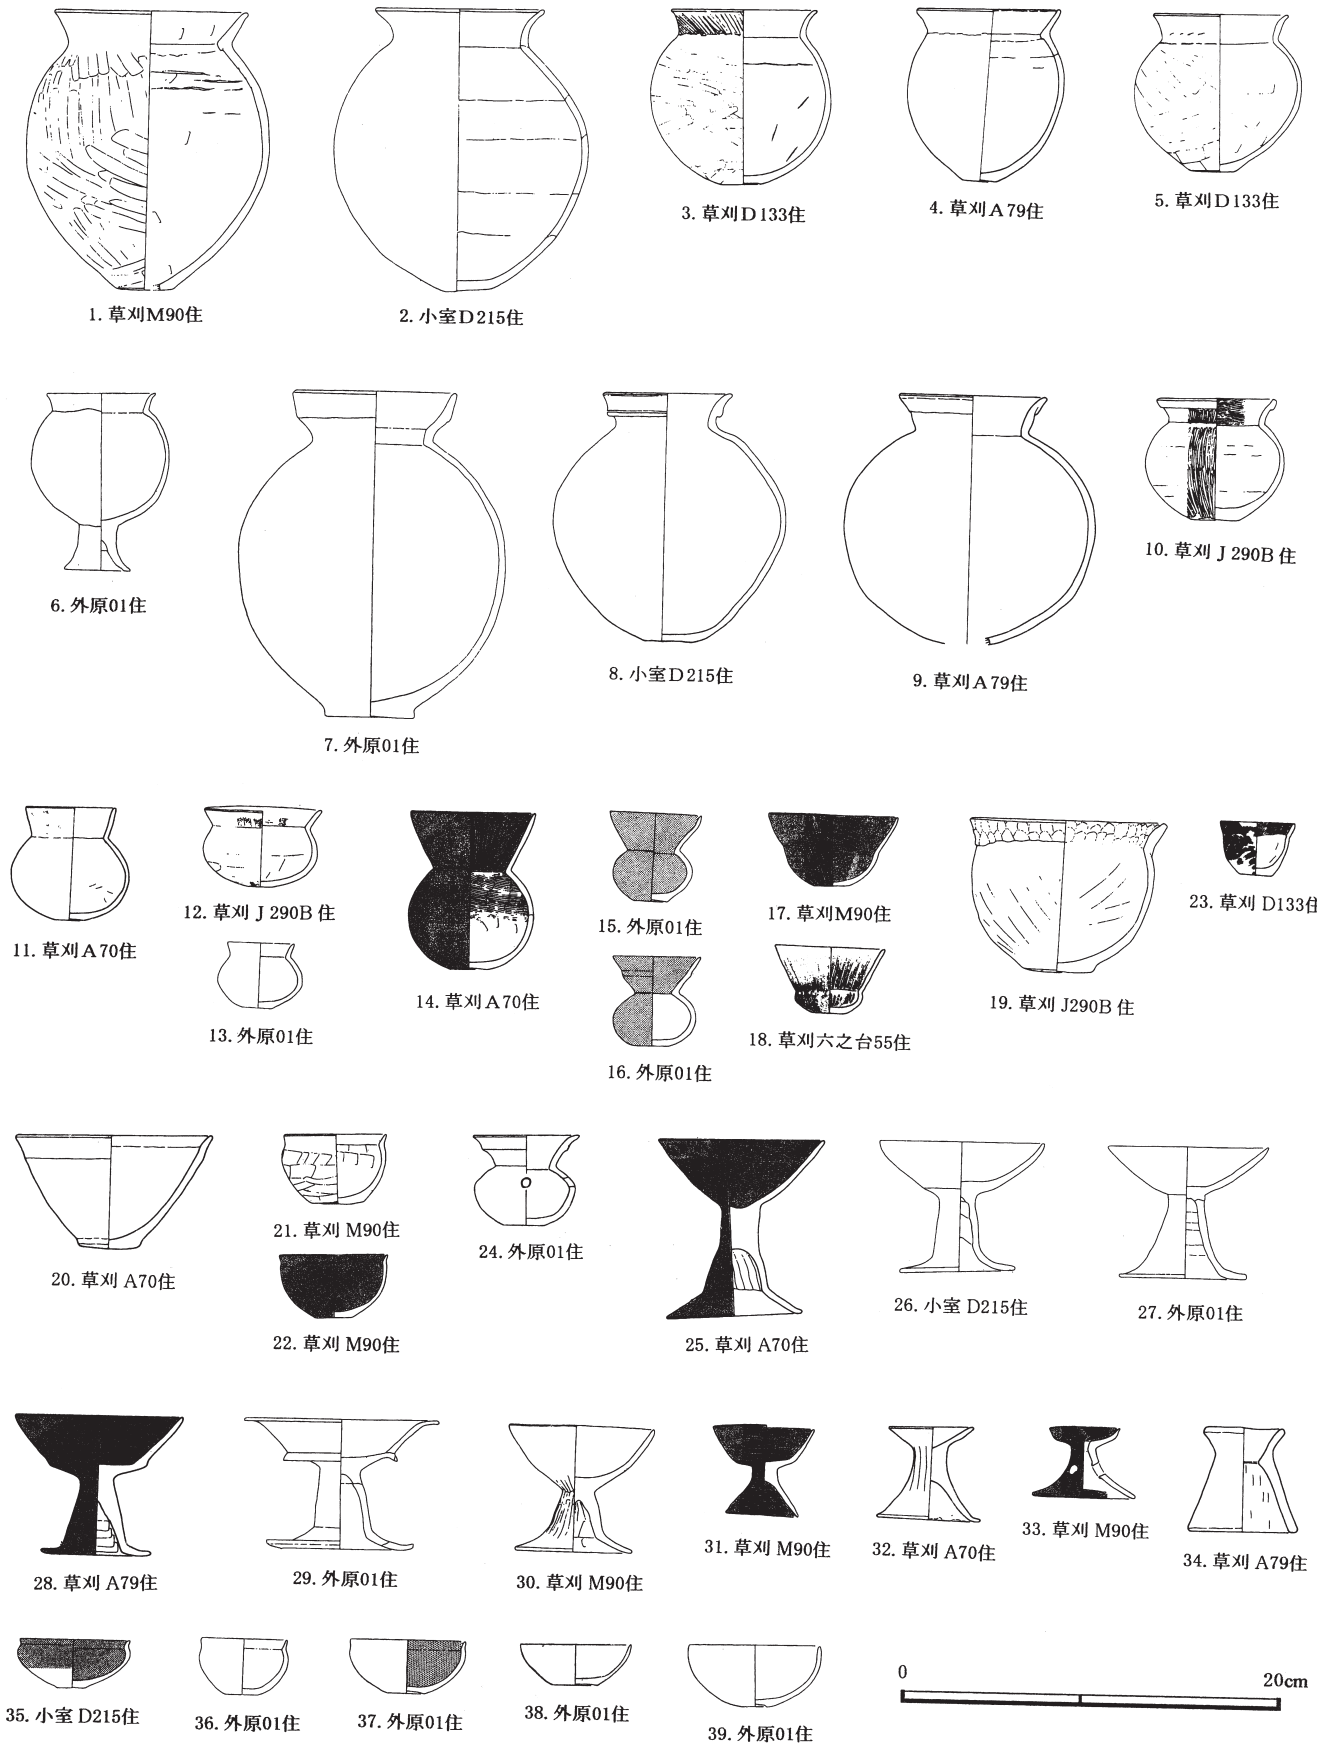 1. 草刈M90住
2. 小室D215住
3. 草刈D133住
4. 草刈A79住
5. 草刈D133住
6. 外原01住
7. 外原01住
8. 小室D215住
9. 草刈A79住
10. 草刈J290B住
11. 草刈A70住
12. 草刈J290B住
13. 外原01住
14. 草刈A70住
15. 外原01住
16. 外原01住
17. 草刈M90住
18. 草刈六之台55住
19. 草刈J290B住
23. 草刈 D133住
20. 草刈 A70住
21. 草刈 M90住
22. 草刈 M90住
24. 外原01住
25. 草刈 A70住
26. 小室 D215住
27. 外原01住
28. 草刈 A79住
29. 外原01住
30. 草刈 M90住
31. 草刈 M90住
32. 草刈 A70住
33. 草刈 M90住
34. 草刈 A79住
35. 小室 D215住
36. 外原01住
37. 外原01住
38. 外原01住
39. 外原01住
0 20cm